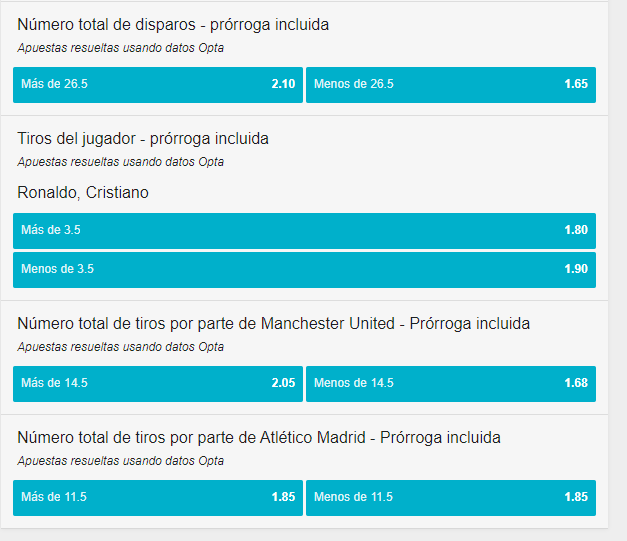 Número total de disparos - prórroga incluida
Apuestas resueltas usando datos Opta
Más de 26.5 2.10 Menos de 26.5 1.65
Tiros del jugador - prórroga incluida
Apuestas resueltas usando datos Opta
Ronaldo, Cristiano
Más de 3.5 1.80
Menos de 3.5 1.90
Número total de tiros por parte de Manchester United - Prórroga incluida
Apuestas resueltas usando datos Opta
Más de 14.5 2.05 Menos de 14.5 1.68
Número total de tiros por parte de Atlético Madrid - Prórroga incluida
Apuestas resueltas usando datos Opta
Más de 11.5 1.85 Menos de 11.5 1.85